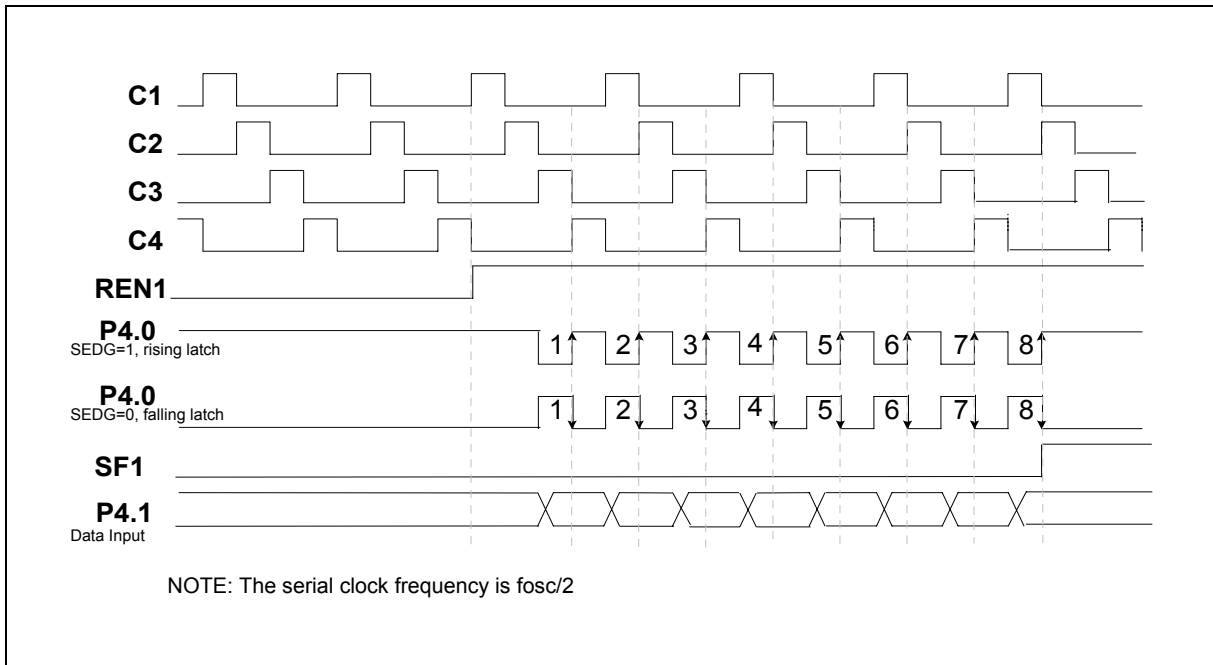 C1
C2
C3
C4
REN1
P4.0
SEDG=1, rising latch
1 2 3 4 5 6 7 8
P4.0
SEDG=0, falling latch
1 2 3 4 5 6 7 8
SF1
P4.1
Data Input
NOTE: The serial clock frequency is fosc/2